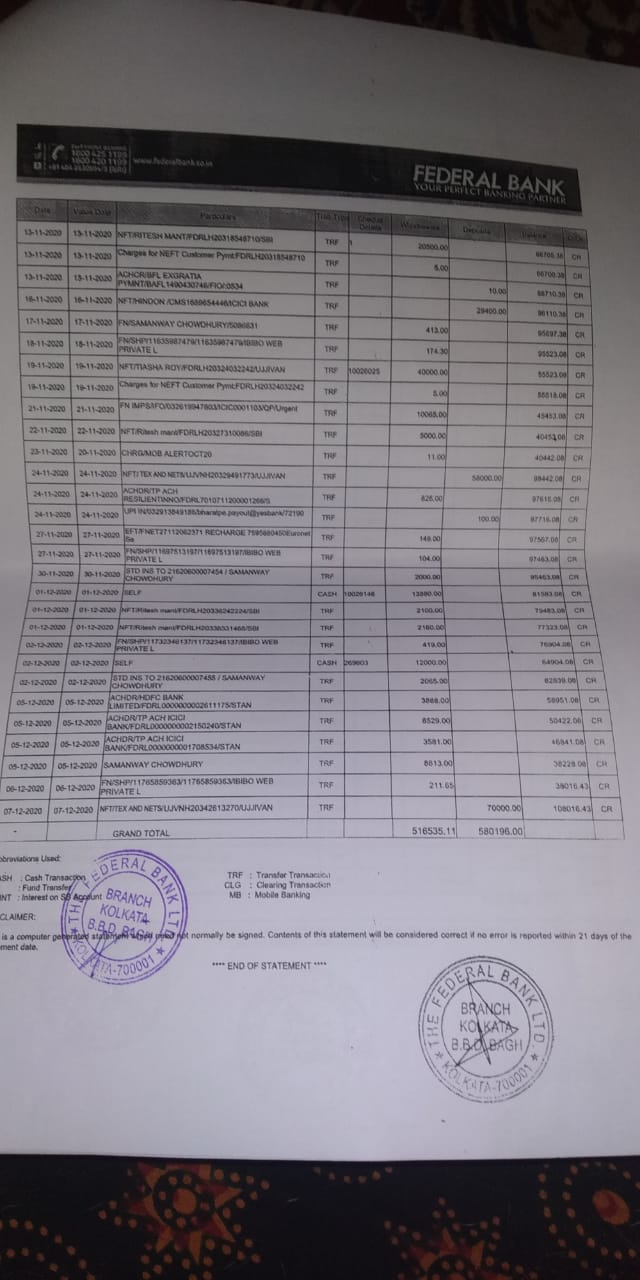 1800 425 1199
1800 420 1199
www.federalbank.co.in
FEDERAL BANK
YOUR PERFECT BANKING PARTNER
Date Value Date Particulars Tran Type Cheque Details Withdrawals Deposits Balance
13-11-2020 13-11-2020 NFT/RITESH MANT/FDRLH20318548710/SBI TRF 20500.00 66705.38 CR
13-11-2020 13-11-2020 Charges for NEFT Customer Pymt:FDRLH20318548710 TRF 5.00 66700.38 CR
13-11-2020 13-11-2020 ACHCR/BFL EXGRATIA TRF 10.00 66710.38 CR
16-11-2020 16-11-2020 NFT/HINDON /CMS1689654446/ICICI BANK TRF 29400.00 96110.38 CR
17-11-2020 17-11-2020 FN/SAMANWAY CHOWDHURY/5086831 TRF 413.00 95697.38 CR
18-11-2020 18-11-2020 FN/SHP/11635987479/11635987479/IBIBO WEB
PRIVATE L TRF 174.30 95523.08 CR
19-11-2020 19-11-2020 NFT/TIASHA ROY/FDRLH20324032242/UJJIVAN TRF 10026025 40000.00 55523.08 CR
19-11-2020 19-11-2020 Charges for NEFT Customer Pymt:FDRLH20324032242 TRF 5.00 55518.08 CR
21-11-2020 21-11-2020 FN IMPS/IFO/032619947803/ICIC0001103/QP/Urgent TRF 10065.00 45453.08 CR
22-11-2020 22-11-2020 NFT/Ritesh mant/FDRLH20327310086/SBI TRF 5000.00 40453.08 CR
23-11-2020 20-11-2020 CHRG/MOB ALERTOCT20 TRF 11.00 40442.08 CR
24-11-2020 24-11-2020 NFT/TEX AND NETS/UJVNH20329491773/UJJIVAN TRF 58000.00 98442.08 CR
24-11-2020 24-11-2020 ACHDR/TP ACH
RESILIENTINNO/FDRL7010711200001266/S TRF 826.00 97616.08 CR
24-11-2020 24-11-2020 UPI IN/032913849186/bharatpe.payout@yesbank/72190 TRF 100.00 97716.08 CR
27-11-2020 27-11-2020 EFT/FNET27112062371 RECHARGE 7595880450Euronet
Se TRF 149.00 97567.08 CR
27-11-2020 27-11-2020 FN/SHP/11697513197/11697513197/IBIBO WEB
PRIVATE L TRF 104.00 97463.08 CR
30-11-2020 30-11-2020 STD INS TO 21620600007454 / SAMANWAY
CHOWDHURY TRF 2000.00 95463.08 CR
01-12-2020 01-12-2020 SELF CASH 10029146 13880.00 81583.08 CR
01-12-2020 01-12-2020 NFT/Ritesh mant/FDRLH20336242224/SBI TRF 2100.00 79483.08 CR
01-12-2020 01-12-2020 NFT/Ritesh mant/FDRLH20336331468/SBI TRF 2160.00 77323.08 CR
02-12-2020 02-12-2020 FN/SHP/11732346137/11732346137/IBIBO WEB
PRIVATE L TRF 419.00 76904.08 CR
02-12-2020 02-12-2020 SELF CASH 269603 12000.00 64904.08 CR
02-12-2020 02-12-2020 STD INS TO 21620600007455 / SAMANWAY
CHOWDHURY TRF 2065.00 62839.08 CR
05-12-2020 05-12-2020 ACHDR/HDFC BANK
LIMITED/FDRL0000000002611175/STAN TRF 3888.00 58951.08 CR
05-12-2020 05-12-2020 ACHDR/TP ACH ICICI
BANK/FDRL0000000002150240/STAN TRF 8529.00 50422.08 CR
05-12-2020 05-12-2020 ACHDR/TP ACH ICICI
BANK/FDRL0000000001708534/STAN TRF 3581.00 46841.08 CR
05-12-2020 05-12-2020 SAMANWAY CHOWDHURY TRF 8613.00 38228.08 CR
06-12-2020 06-12-2020 FN/SHP/11765859363/11765859363/IBIBO WEB
PRIVATE L TRF 211.65 38016.43 CR
07-12-2020 07-12-2020 NFT/TEX AND NETS/UJVNH20342613270/UJJIVAN TRF 70000.00 108016.43 CR
- GRAND TOTAL 516535.11 580196.00
bbreviations Used:
ASH : Cash Transaction TRF : Transfer Transaction
: Fund Transfer CLG : Clearing Transaction
NT : Interest on SB Account MB : Mobile Banking
CLAIMER:
is a computer generated statement which need not normally be signed. Contents of this statement will be considered correct if no error is reported within 21 days of the
ment date.
**** END OF STATEMENT ****
THE FEDERAL BANK LTD.
BRANCH
KOLKATA
B.B.D. BAGH
KOLKATA-700001
THE FEDERAL BANK LTD.
BRANCH
KOLKATA
B.B.D. BAGH
KOLKATA-700001